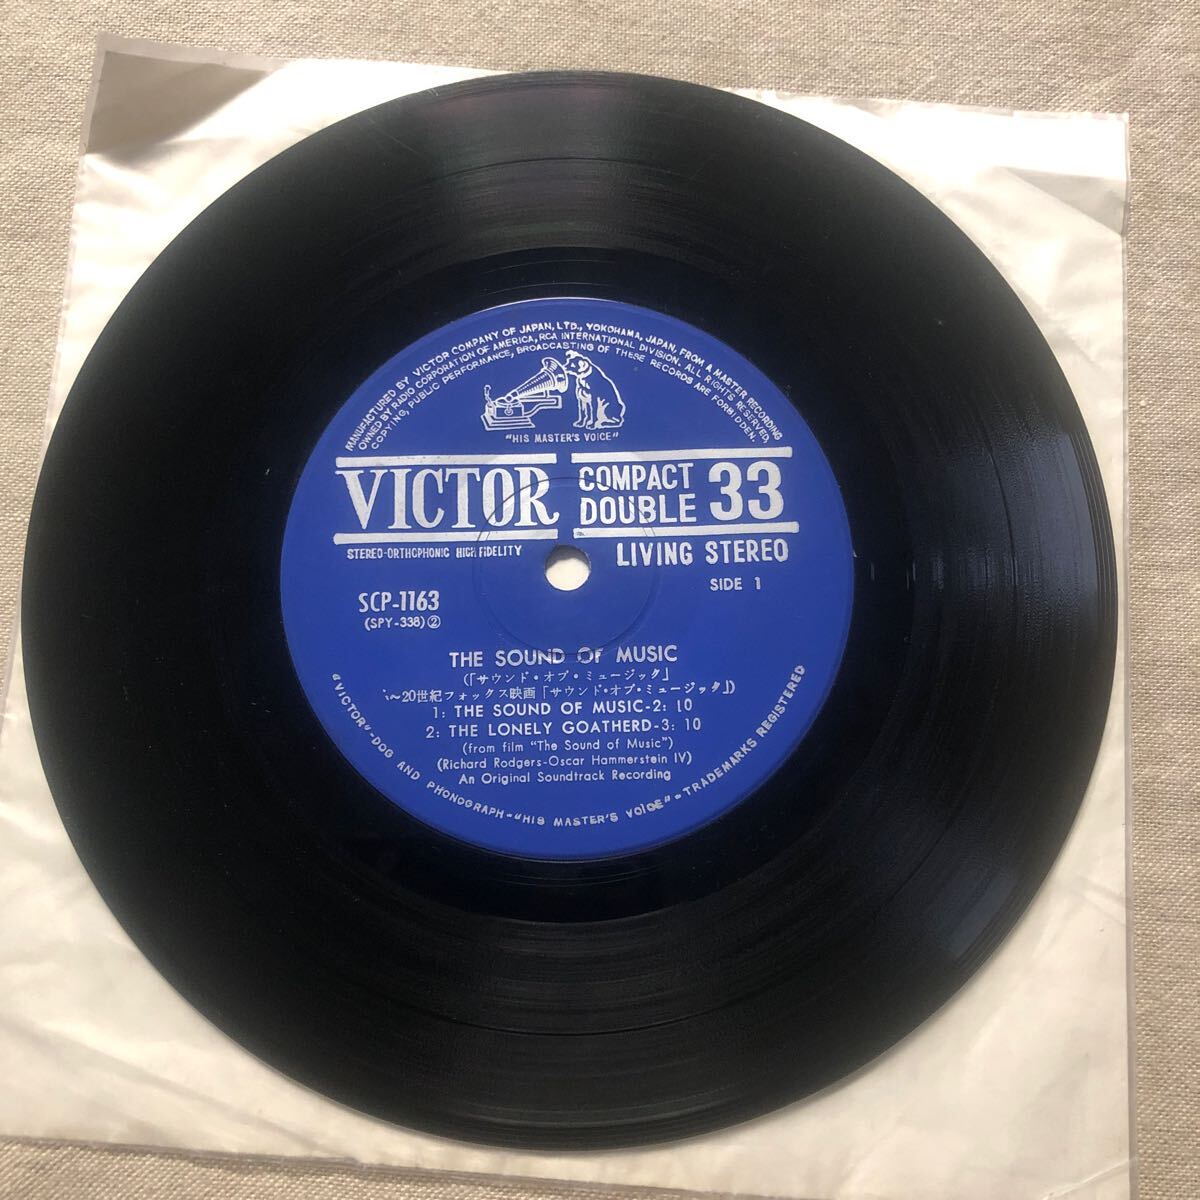 MANUFACTURED BY VICTOR COMPANY OF JAPAN, LTD., YOKOHAMA, JAPAN, FROM A MASTER RECORDING
OWNED BY RADIO CORPORATION OF AMERICA, RCA INTERNATIONAL DIVISION. ALL RIGHTS RESERVED,
COPYING, PUBLIC PERFORMANCE, BROADCASTING OF THESE RECORDS ARE FORBIDDEN.
"HIS MASTER'S VOICE"
VICTOR
COMPACT DOUBLE 33
STEREO-ORTHOPHONIC HIGH FIDELITY
LIVING STEREO
SIDE 1
SCP-1163
(SPY-338)②
THE SOUND OF MUSIC
(「サウンド・オブ・ミュージック」
～20世紀フォックス映画「サウンド・オブ・ミュージック」)
1: THE SOUND OF MUSIC-2: 10
2: THE LONELY GOATHERD-3: 10
(from film "The Sound of Music")
(Richard Rodgers-Oscar Hammerstein IV)
An Original Soundtrack Recording
"VICTOR"-DOG AND PHONOGRAPH-"HIS MASTER'S VOICE"-TRADEMARKS REGISTERED